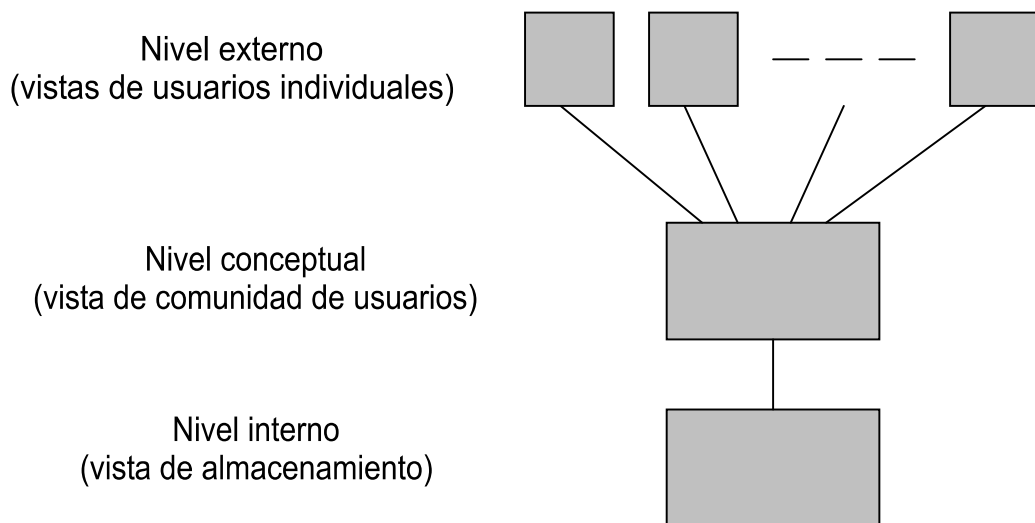 Nivel externo
(vistas de usuarios individuales)
Nivel conceptual
(vista de comunidad de usuarios)
Nivel interno
(vista de almacenamiento)